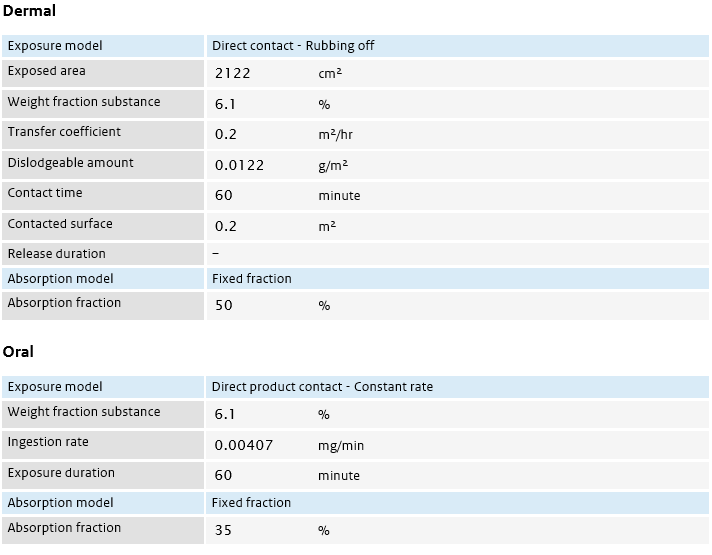 Dermal
Exposure model Direct contact - Rubbing off
Exposed area 2122 cm²
Weight fraction substance 6.1 %
Transfer coefficient 0.2 m²/hr
Dislodgeable amount 0.0122 g/m²
Contact time 60 minute
Contacted surface 0.2 m²
Release duration –
Absorption model Fixed fraction
Absorption fraction 50 %
Oral
Exposure model Direct product contact - Constant rate
Weight fraction substance 6.1 %
Ingestion rate 0.00407 mg/min
Exposure duration 60 minute
Absorption model Fixed fraction
Absorption fraction 35 %